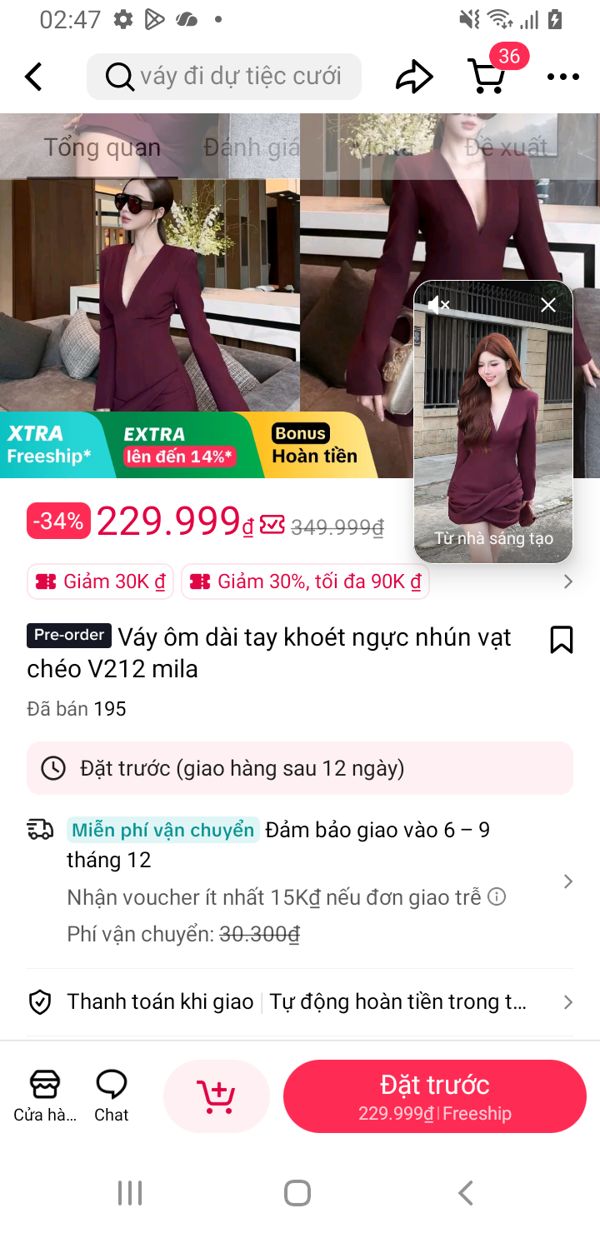 02:47
váy đi dự tiệc cưới
36
Tổng quan
Đánh giá
Mô tả
Đề xuất
XTRA
Freeship*
EXTRA
lên đến 14%*
Bonus
Hoàn tiền
Từ nhà sáng tạo
-34% 229.999₫ 349.999₫
Giảm 30K ₫
Giảm 30%, tối đa 90K ₫
Pre-order Váy ôm dài tay khoét ngực nhún vạt
chéo V212 mila
Đã bán 195
Đặt trước (giao hàng sau 12 ngày)
Miễn phí vận chuyển Đảm bảo giao vào 6 – 9
tháng 12
Nhận voucher ít nhất 15K₫ nếu đơn giao trễ
Phí vận chuyển: 30.300₫
Thanh toán khi giao | Tự động hoàn tiền trong t...
Cửa hà...
Chat
Đặt trước
229.999₫ | Freeship